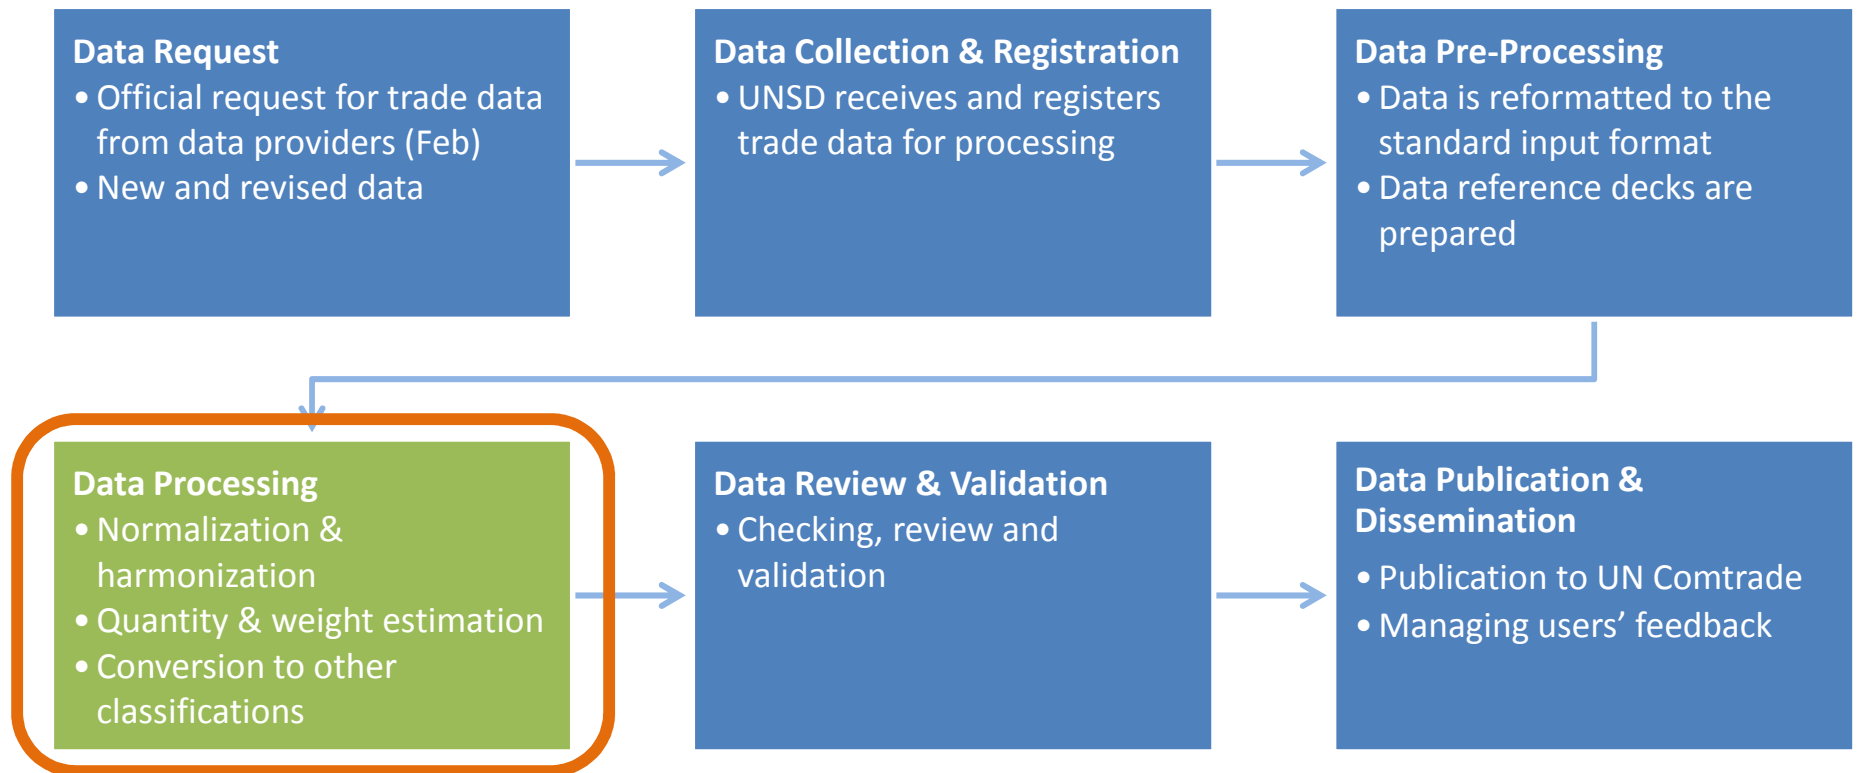 Data Request
• Official request for trade data
from data providers (Feb)
• New and revised data
Data Collection & Registration
• UNSD receives and registers
trade data for processing
Data Pre-Processing
• Data is reformatted to the
standard input format
• Data reference decks are
prepared
Data Processing
• Normalization &
harmonization
• Quantity & weight estimation
• Conversion to other
classifications
Data Review & Validation
• Checking, review and
validation
Data Publication &
Dissemination
• Publication to UN Comtrade
• Managing users’ feedback